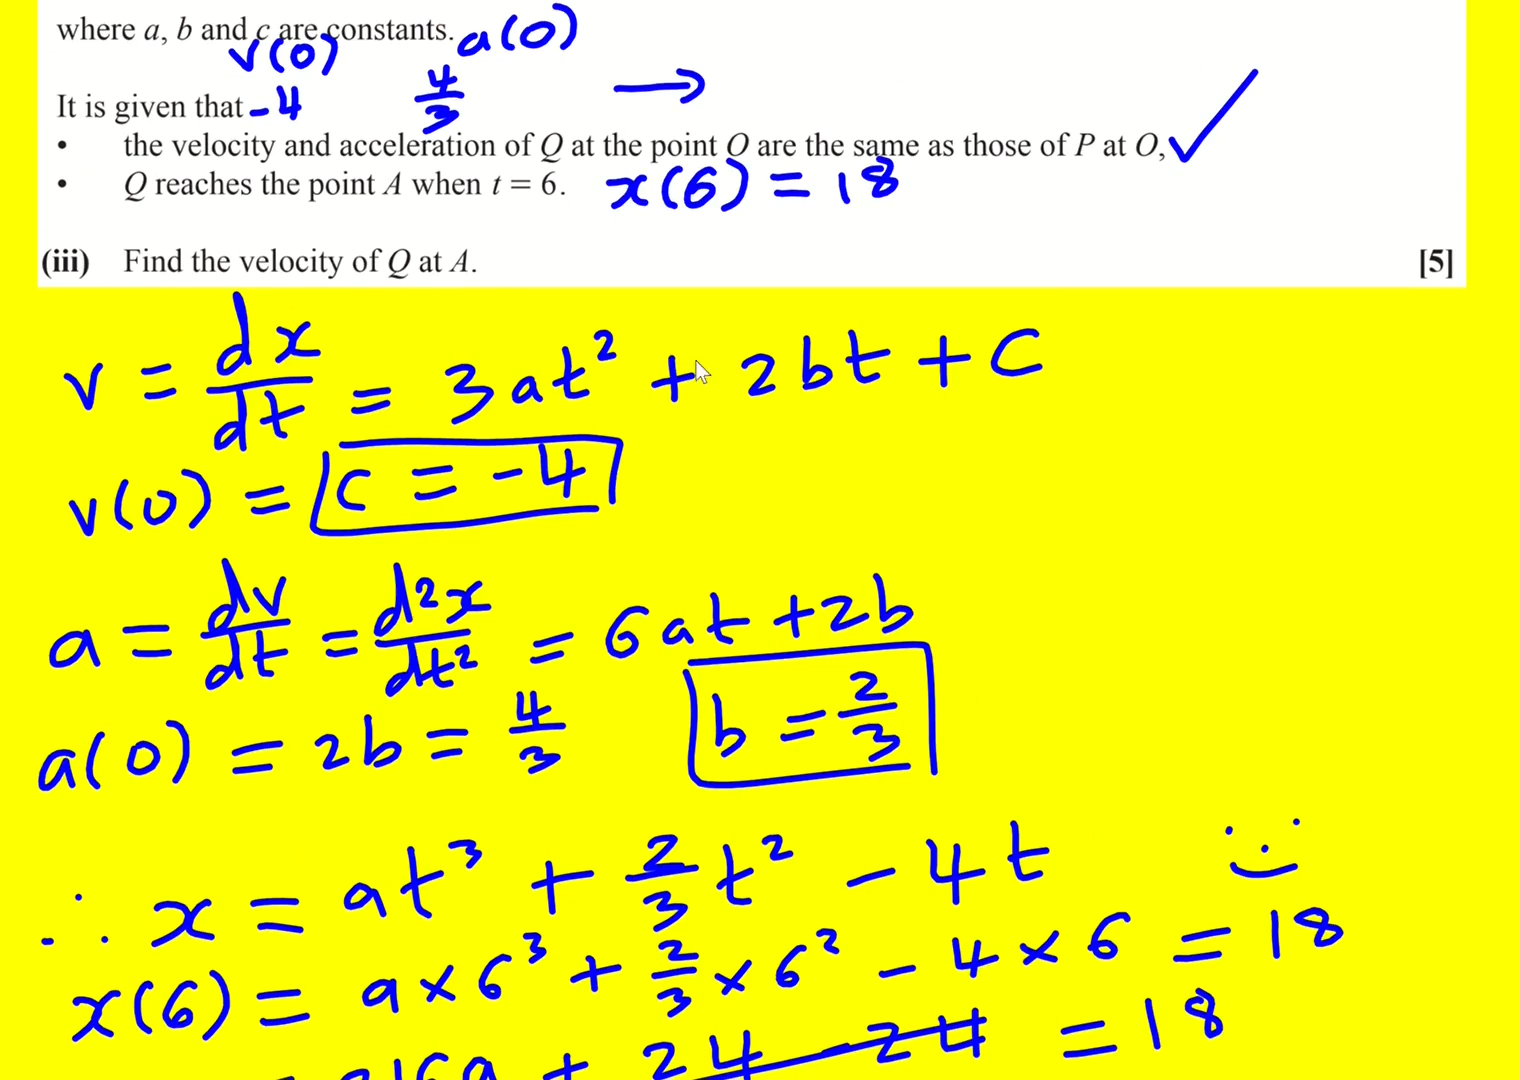 where a, b and c are constants. a(0)
v(0)
It is given that -4 4/3 →
• the velocity and acceleration of Q at the point O are the same as those of P at O, ✓
• Q reaches the point A when t = 6. x(6) = 18
(iii) Find the velocity of Q at A. [5]
v = dx/dt = 3at² + 2bt + c
v(0) = c = -4
a = dv/dt = d²x/dt² = 6at + 2b
a(0) = 2b = 4/3 b = 2/3
∴ x = at³ + 2/3 t² - 4t
x(6) = a × 6³ + 2/3 × 6² - 4 × 6 = 18
= 216a + 24 - 24 = 18